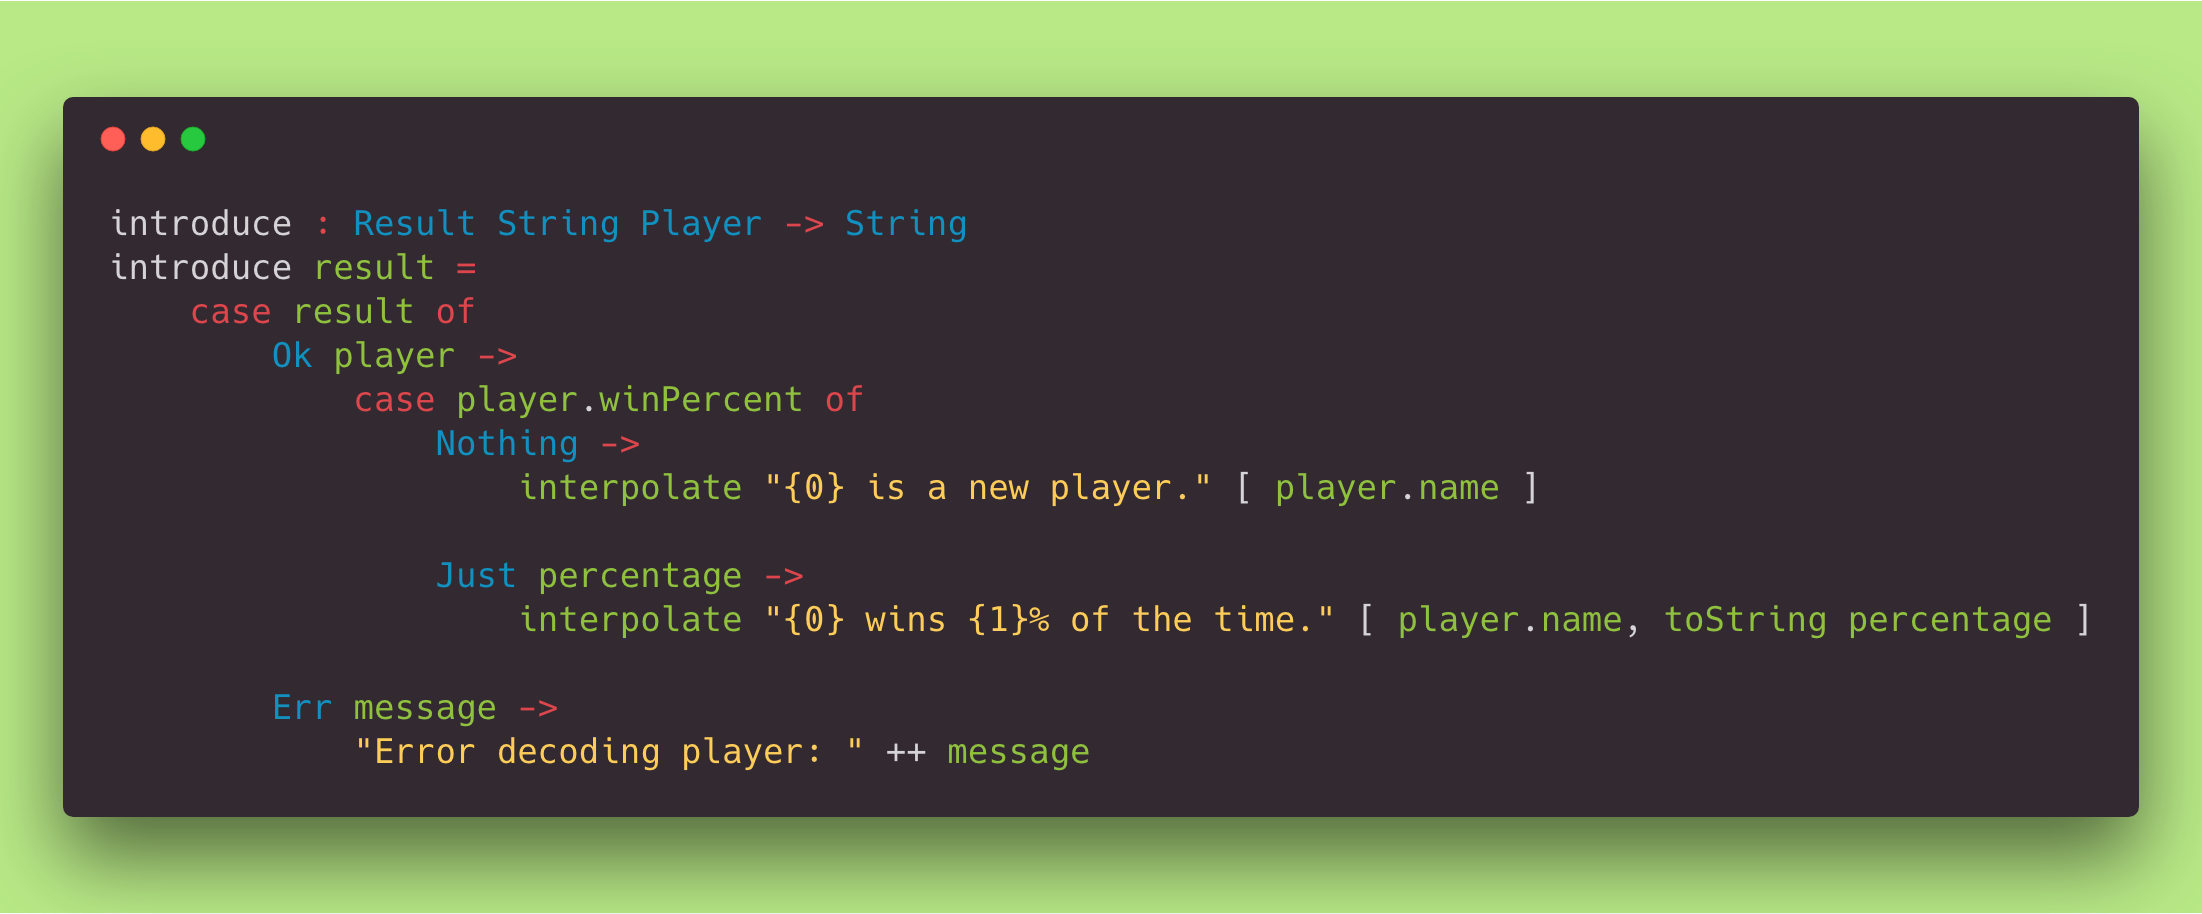 introduce : Result String Player -> String
introduce result =
    case result of
        Ok player ->
            case player.winPercent of
                Nothing ->
                    interpolate "{0} is a new player." [ player.name ]

                Just percentage ->
                    interpolate "{0} wins {1}% of the time." [ player.name, toString percentage ]

        Err message ->
            "Error decoding player: " ++ message